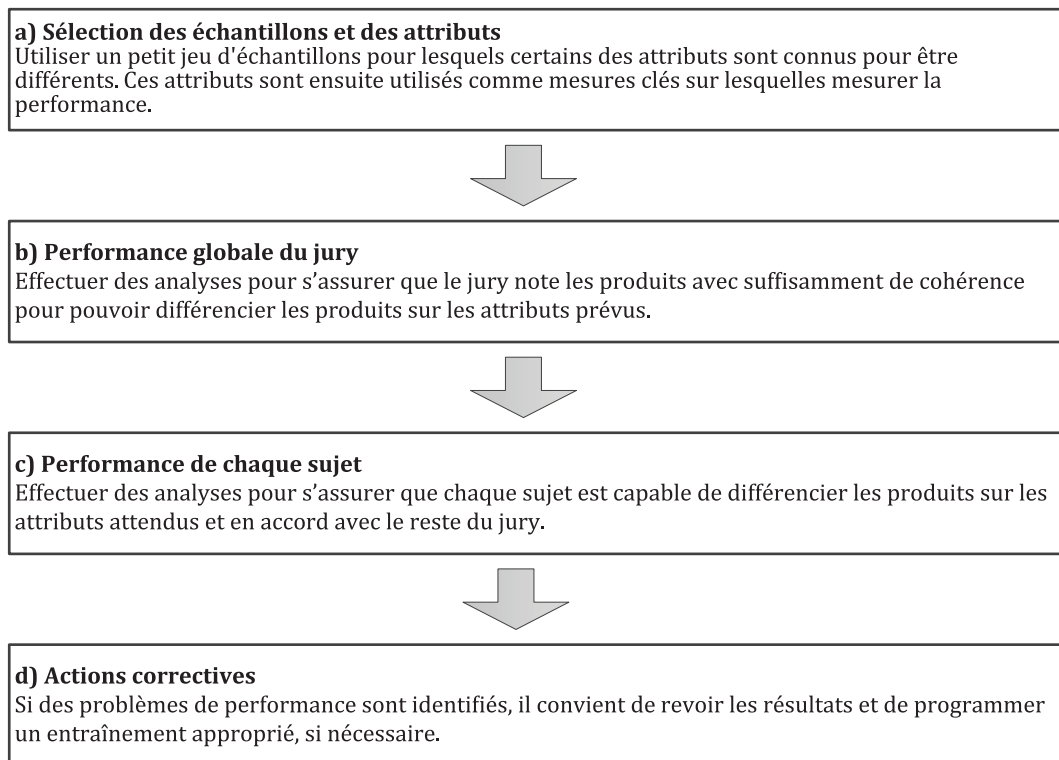 a) Sélection des échantillons et des attributs
Utiliser un petit jeu d'échantillons pour lesquels certains des attributs sont connus pour être
différents. Ces attributs sont ensuite utilisés comme mesures clés sur lesquelles mesurer la
performance.
b) Performance globale du jury
Effectuer des analyses pour s’assurer que le jury note les produits avec suffisamment de cohérence
pour pouvoir différencier les produits sur les attributs prévus.
c) Performance de chaque sujet
Effectuer des analyses pour s’assurer que chaque sujet est capable de différencier les produits sur les
attributs attendus et en accord avec le reste du jury.
d) Actions correctives
Si des problèmes de performance sont identifiés, il convient de revoir les résultats et de programmer
un entraînement approprié, si nécessaire.